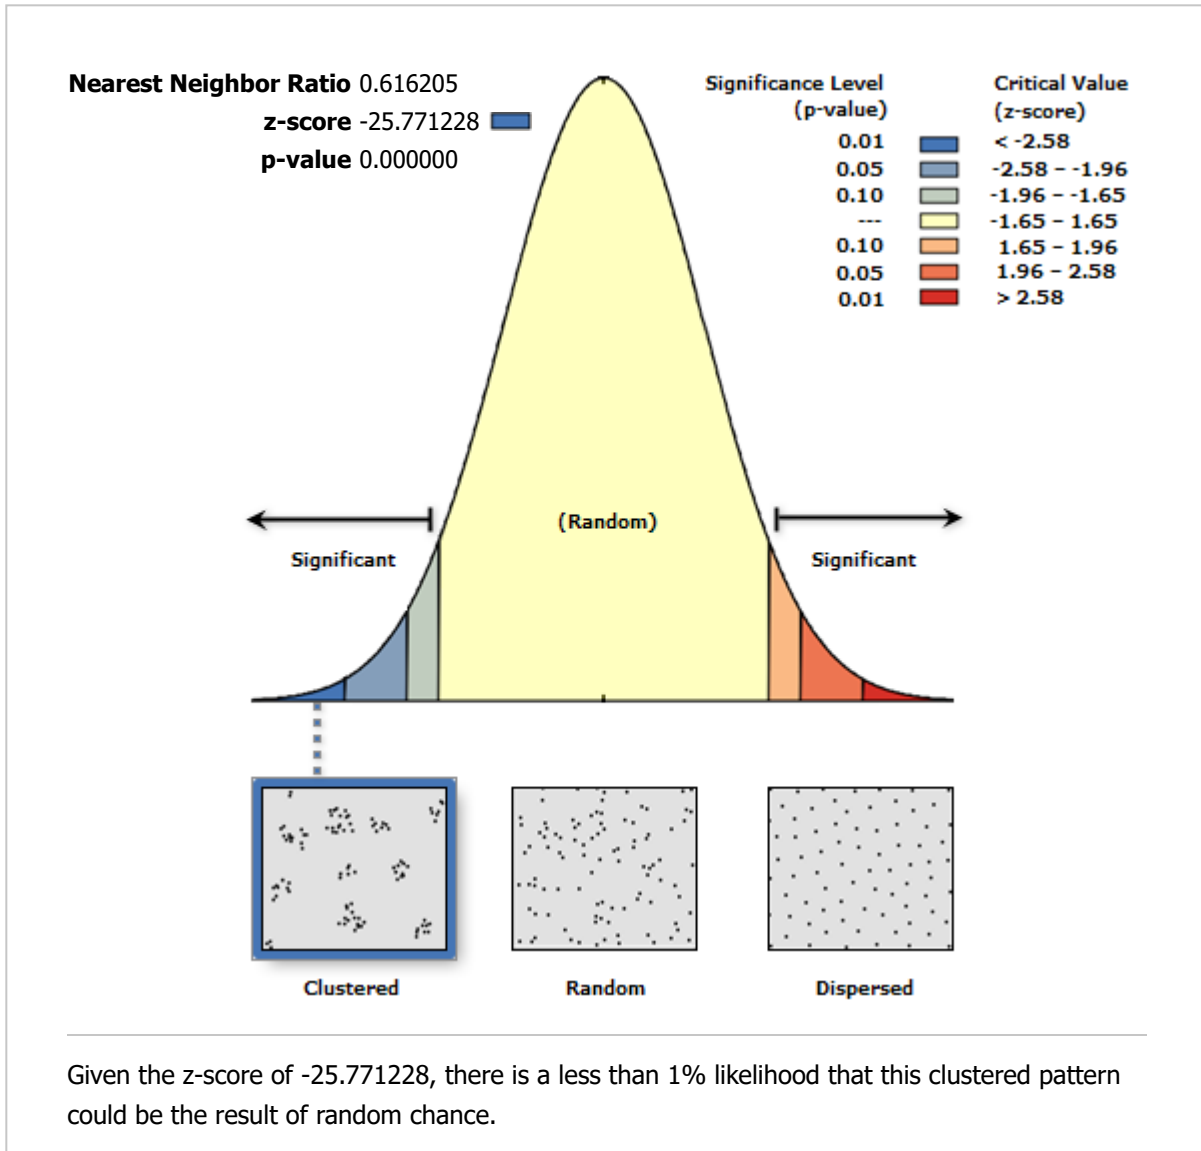 Nearest Neighbor Ratio 0.616205
z-score -25.771228
p-value 0.000000
Significance Level
(p-value)
Critical Value
(z-score)
0.01 < -2.58
0.05 -2.58 – -1.96
0.10 -1.96 – -1.65
--- -1.65 – 1.65
0.10 1.65 – 1.96
0.05 1.96 – 2.58
0.01 > 2.58
(Random)
Significant
Significant
Clustered
Random
Dispersed
Given the z-score of -25.771228, there is a less than 1% likelihood that this clustered pattern
could be the result of random chance.